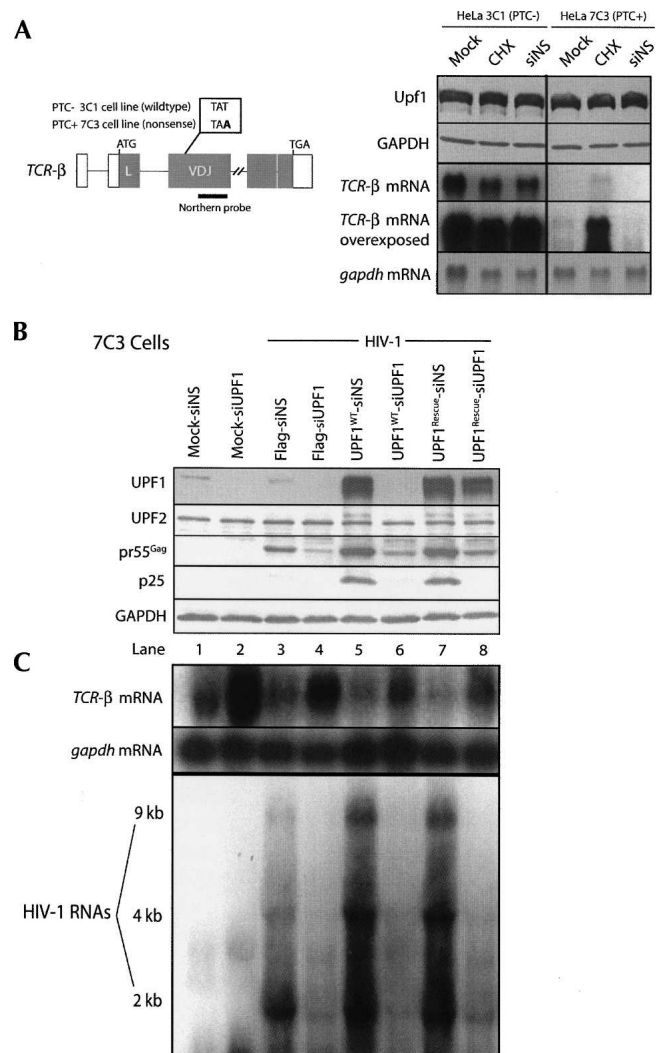 A
HeLa 3C1 (PTC-)
HeLa 7C3 (PTC+)
Mock
CHX
siNS
Mock
CHX
siNS
PTC- 3C1 cell line (wildtype)
TAT
PTC+ 7C3 cell line (nonsense)
TAA
ATG
TGA
TCR-β
L
VDJ
Northern probe
Upf1
GAPDH
TCR-β mRNA
TCR-β mRNA
overexposed
gapdh mRNA
B
7C3 Cells
HIV-1
Mock-siNS
Mock-siUPF1
Flag-siNS
Flag-siUPF1
UPF1WT-siNS
UPF1WT-siUPF1
UPF1Rescue-siNS
UPF1Rescue-siUPF1
UPF1
UPF2
pr55Gag
p25
GAPDH
Lane 1 2 3 4 5 6 7 8
C
TCR-β mRNA
gapdh mRNA
9 kb
HIV-1 RNAs
4 kb
2 kb